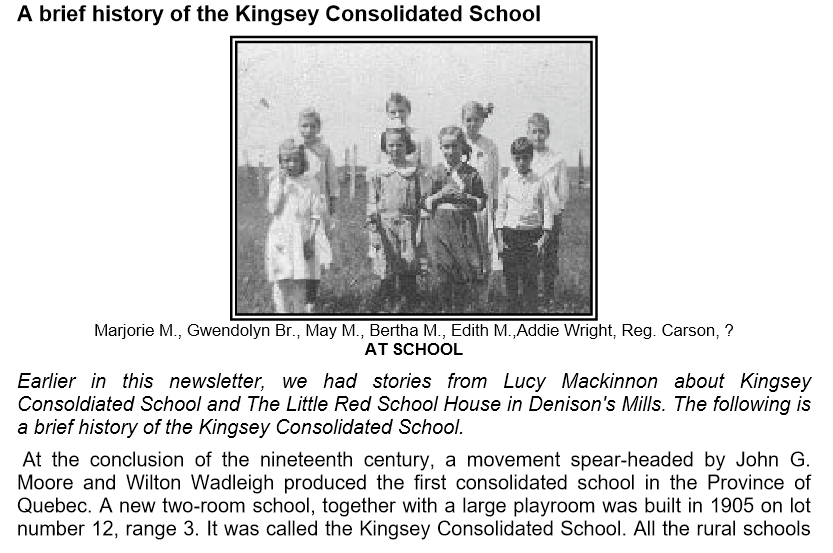 A brief history of the Kingsey Consolidated School
Marjorie M., Gwendolyn Br., May M., Bertha M., Edith M.,Addie Wright, Reg. Carson, ?
AT SCHOOL
Earlier in this newsletter, we had stories from Lucy Mackinnon about Kingsey
Consoldiated School and The Little Red School House in Denison's Mills. The following is
a brief history of the Kingsey Consolidated School.
At the conclusion of the nineteenth century, a movement spear-headed by John G.
Moore and Wilton Wadleigh produced the first consolidated school in the Province of
Quebec. A new two-room school, together with a large playroom was built in 1905 on lot
number 12, range 3. It was called the Kingsey Consolidated School. All the rural schools